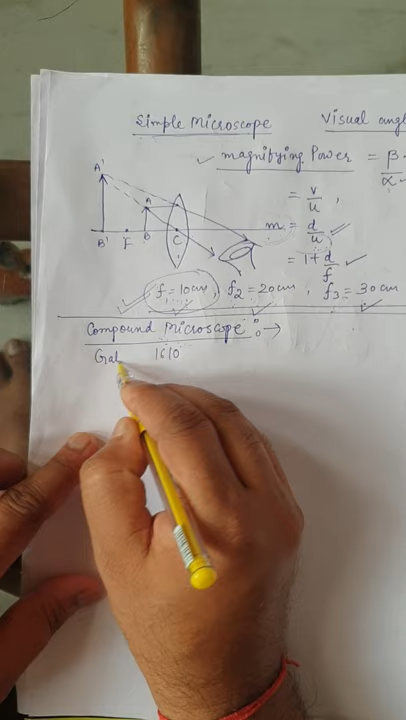 Simple Microscope
Visual angl
✓ magnifying Power = β
α
= v/u ,
m = d/u
= 1+ d/f ✓
A'
A
B' F B C
f = 10 cm , f₂ = 20 cm , f₃ = 30 cm
Compound Microscope :→
Gal 1610